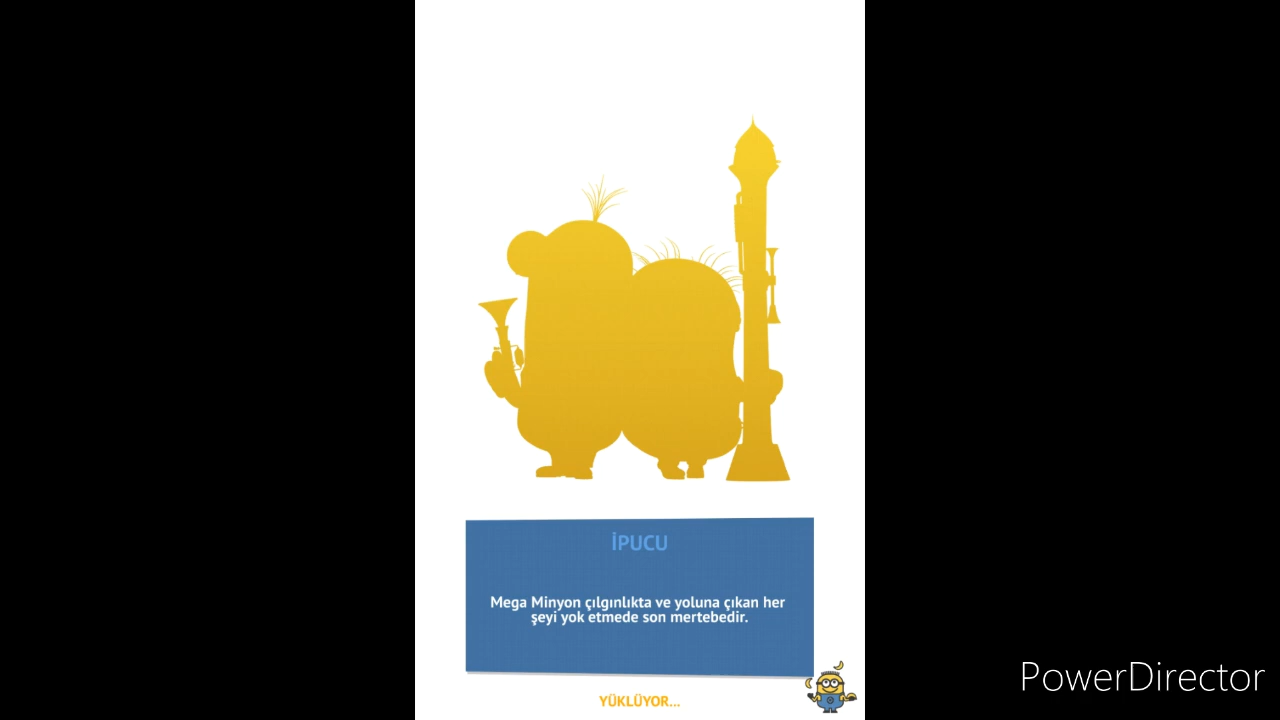 İPUCU
Mega Minyon çılgınlıkta ve yoluna çıkan her
şeyi yok etmede son mertebedir.
YÜKLÜYOR...
PowerDirector